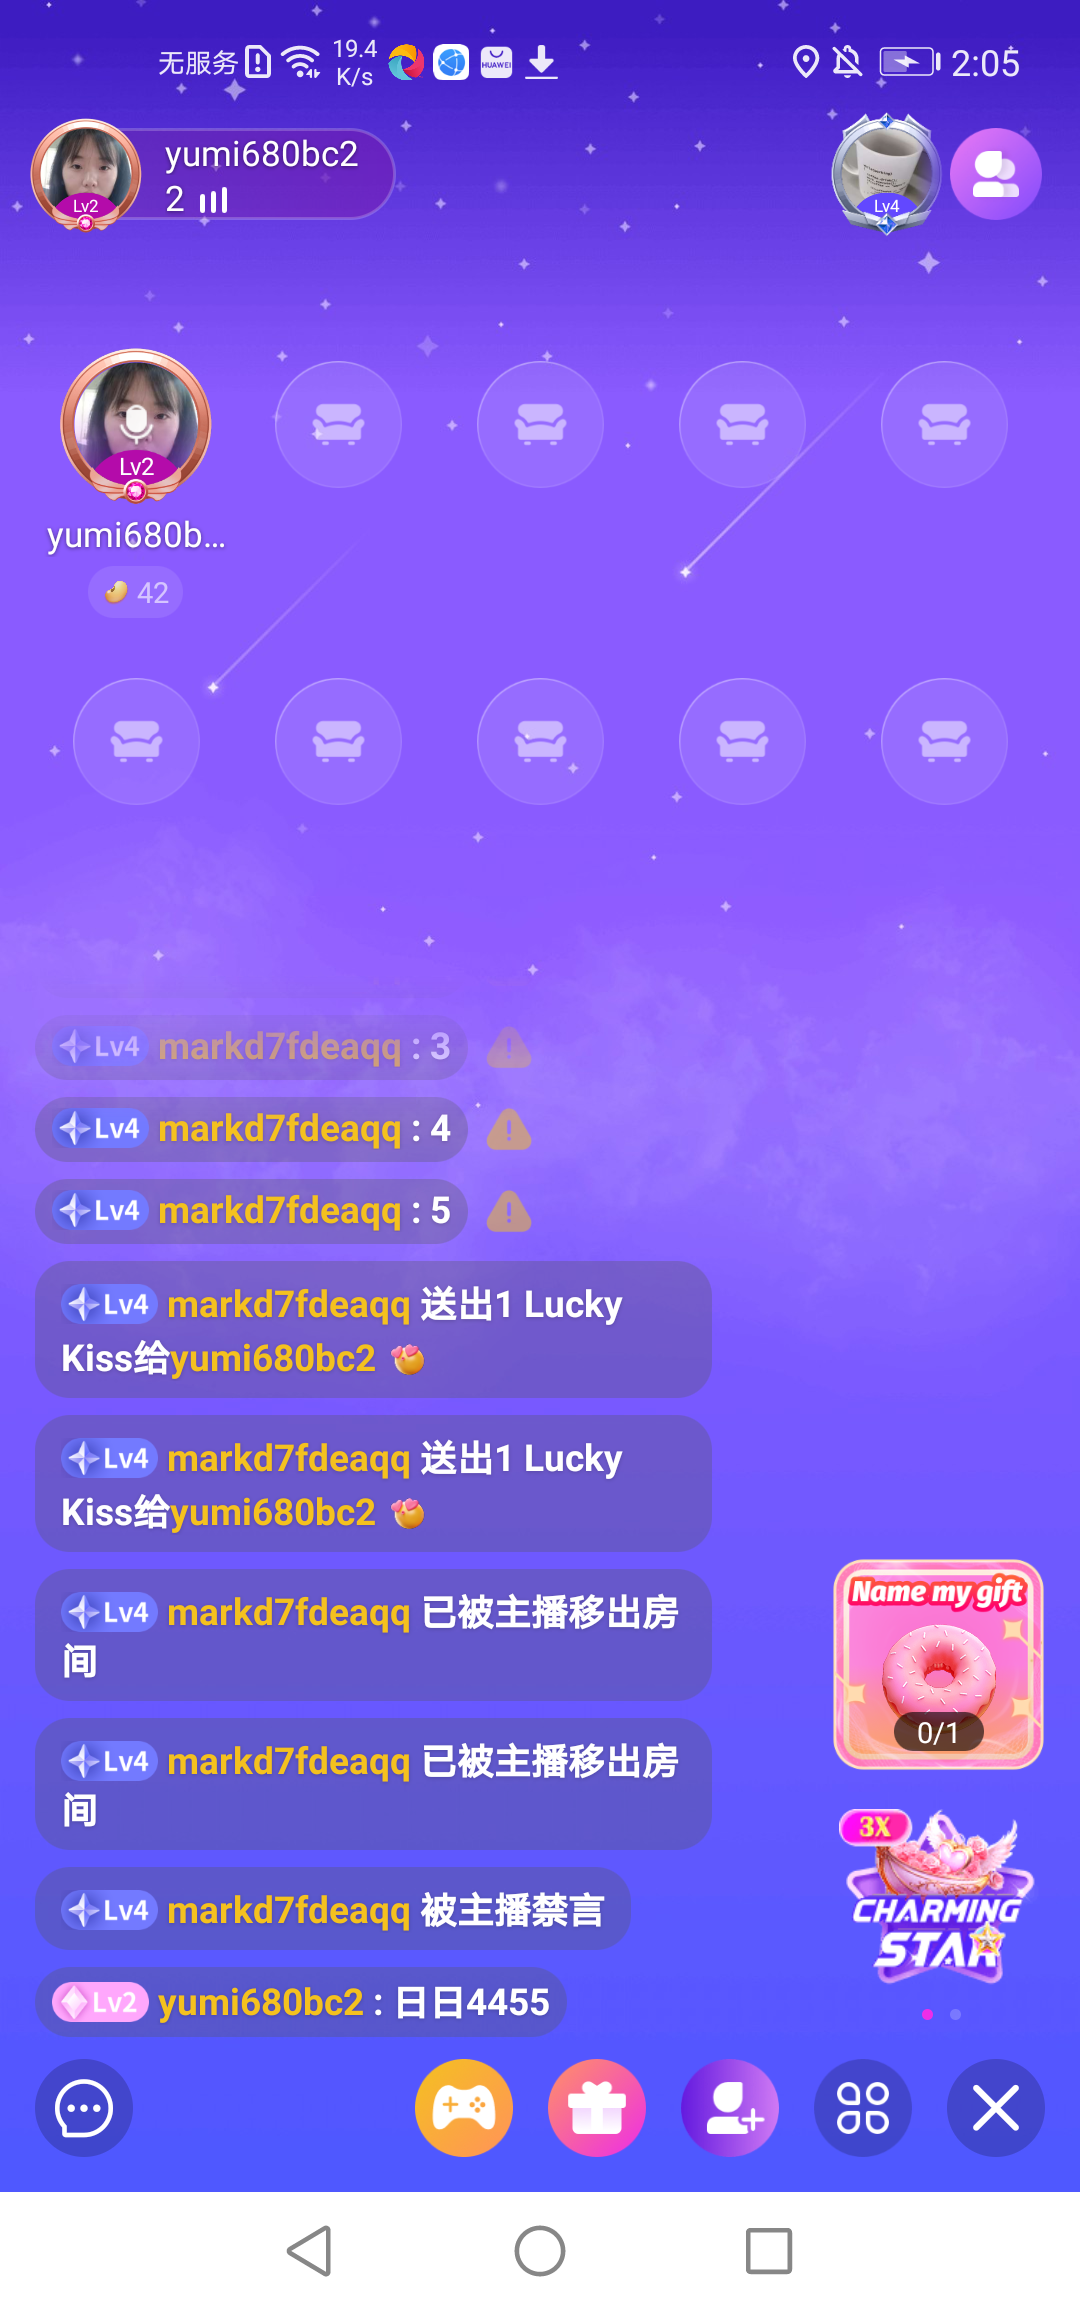 无服务
19.4
K/s
HUAWEI
2:05
yumi680bc2
2
Lv2
Lv4
Lv2
yumi680b...
42
Lv4 markd7fdeaqq : 3
Lv4 markd7fdeaqq : 4
Lv4 markd7fdeaqq : 5
Lv4 markd7fdeaqq 送出1 Lucky
Kiss给yumi680bc2
Lv4 markd7fdeaqq 送出1 Lucky
Kiss给yumi680bc2
Lv4 markd7fdeaqq 已被主播移出房
间
Lv4 markd7fdeaqq 已被主播移出房
间
Lv4 markd7fdeaqq 被主播禁言
Lv2 yumi680bc2 : 日日4455
Name my gift
0/1
3X
CHARMING
STAR